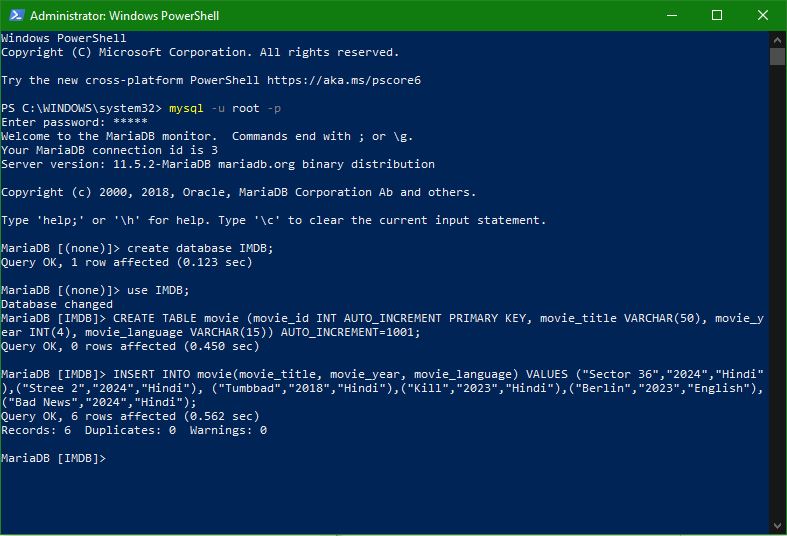 Administrator: Windows PowerShell
Windows PowerShell
Copyright (C) Microsoft Corporation. All rights reserved.
Try the new cross-platform PowerShell https://aka.ms/pscore6
PS C:\WINDOWS\system32> mysql -u root -p
Enter password: *****
Welcome to the MariaDB monitor.  Commands end with ; or \g.
Your MariaDB connection id is 3
Server version: 11.5.2-MariaDB mariadb.org binary distribution
Copyright (c) 2000, 2018, Oracle, MariaDB Corporation Ab and others.
Type 'help;' or '\h' for help. Type '\c' to clear the current input statement.
MariaDB [(none)]> create database IMDB;
Query OK, 1 row affected (0.123 sec)
MariaDB [(none)]> use IMDB;
Database changed
MariaDB [IMDB]> CREATE TABLE movie (movie_id INT AUTO_INCREMENT PRIMARY KEY, movie_title VARCHAR(50), movie_y
ear INT(4), movie_language VARCHAR(15)) AUTO_INCREMENT=1001;
Query OK, 0 rows affected (0.450 sec)
MariaDB [IMDB]> INSERT INTO movie(movie_title, movie_year, movie_language) VALUES ("Sector 36","2024","Hindi"
),("Stree 2","2024","Hindi"), ("Tumbbad","2018","Hindi"),("Kill","2023","Hindi"),("Berlin","2023","English"),
("Bad News","2024","Hindi");
Query OK, 6 rows affected (0.562 sec)
Records: 6  Duplicates: 0  Warnings: 0
MariaDB [IMDB]>